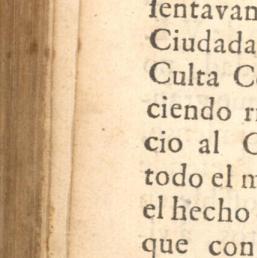 sentavan
Ciudada
Culta C
ciendo r
cio al C
todo el m
el hecho
que con